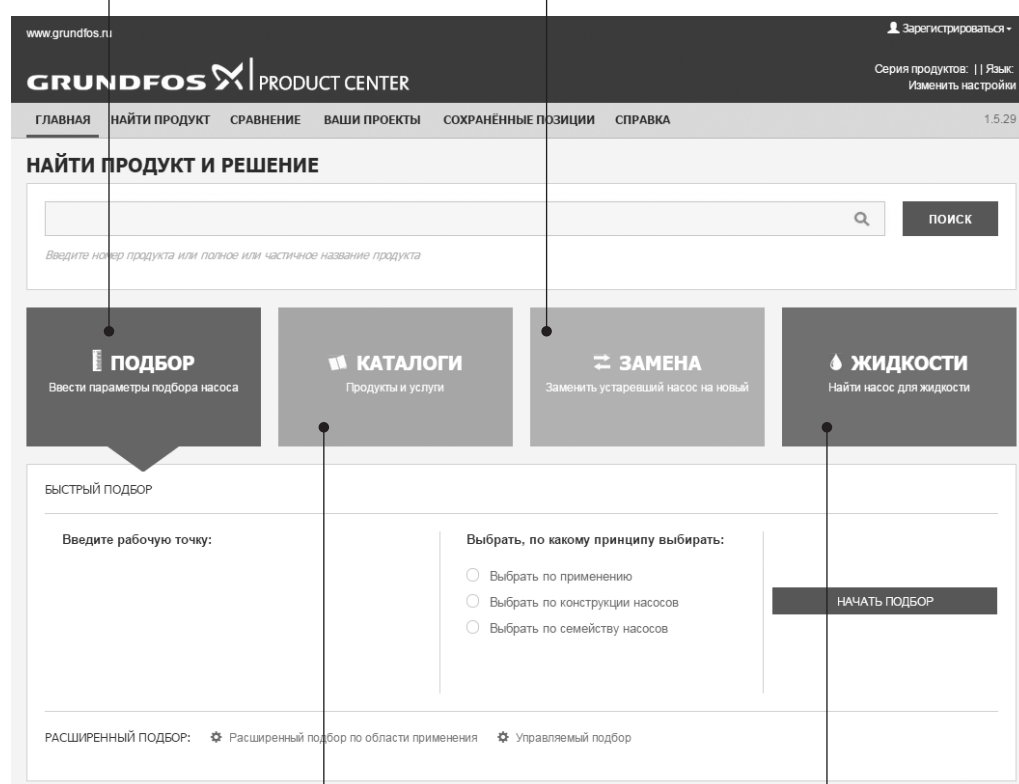 www.grundfos.ru
Зарегистрироваться
GRUNDFOS PRODUCT CENTER
Серия продуктов: | | Язык:
Изменить настройки
ГЛАВНАЯ НАЙТИ ПРОДУКТ СРАВНЕНИЕ ВАШИ ПРОЕКТЫ СОХРАНЁННЫЕ ПОЗИЦИИ СПРАВКА 1.5.29
НАЙТИ ПРОДУКТ И РЕШЕНИЕ
ПОИСК
Введите номер продукта или полное или частичное название продукта
ПОДБОР
Ввести параметры подбора насоса
КАТАЛОГИ
Продукты и услуги
ЗАМЕНА
Заменить устаревший насос на новый
ЖИДКОСТИ
Найти насос для жидкости
БЫСТРЫЙ ПОДБОР
Введите рабочую точку:
Выбрать, по какому принципу выбирать:
Выбрать по применению
Выбрать по конструкции насосов
Выбрать по семейству насосов
НАЧАТЬ ПОДБОР
РАСШИРЕННЫЙ ПОДБОР: Расширенный подбор по области применения Управляемый подбор